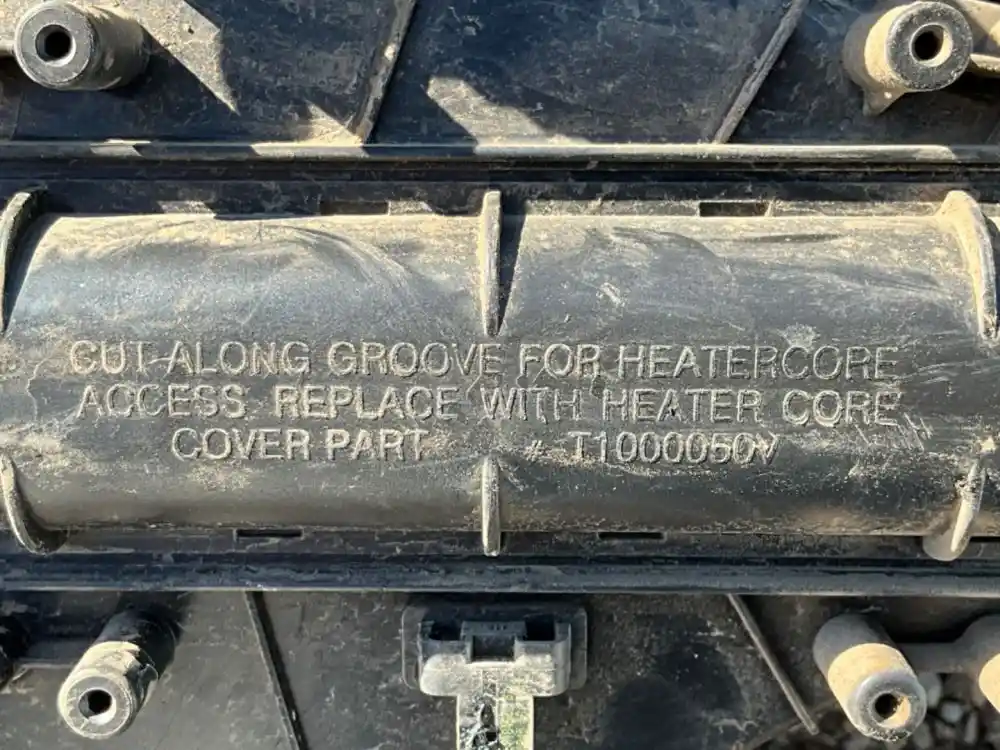 CUT ALONG GROOVE FOR HEATERCORE
ACCESS. REPLACE WITH HEATER CORE
COVER PART # T1000050V